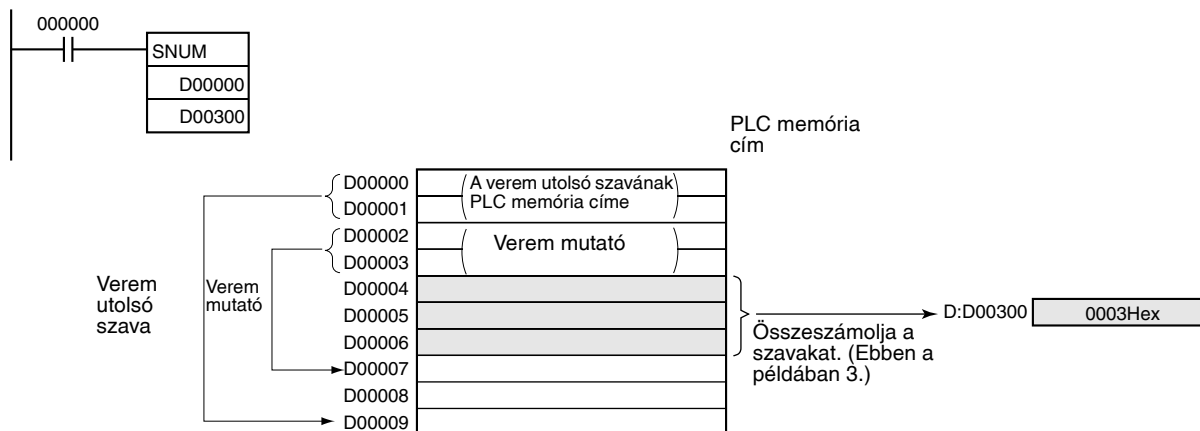 000000
SNUM
D00000
D00300
PLC memória
cím
D00000
D00001
D00002
D00003
D00004
D00005
D00006
D00007
D00008
D00009
A verem utolsó szavának
PLC memória címe
Verem mutató
Verem
utolsó
szava
Verem
mutató
Összeszámolja a
szavakat. (Ebben a
példában 3.)
D:D00300
0003Hex